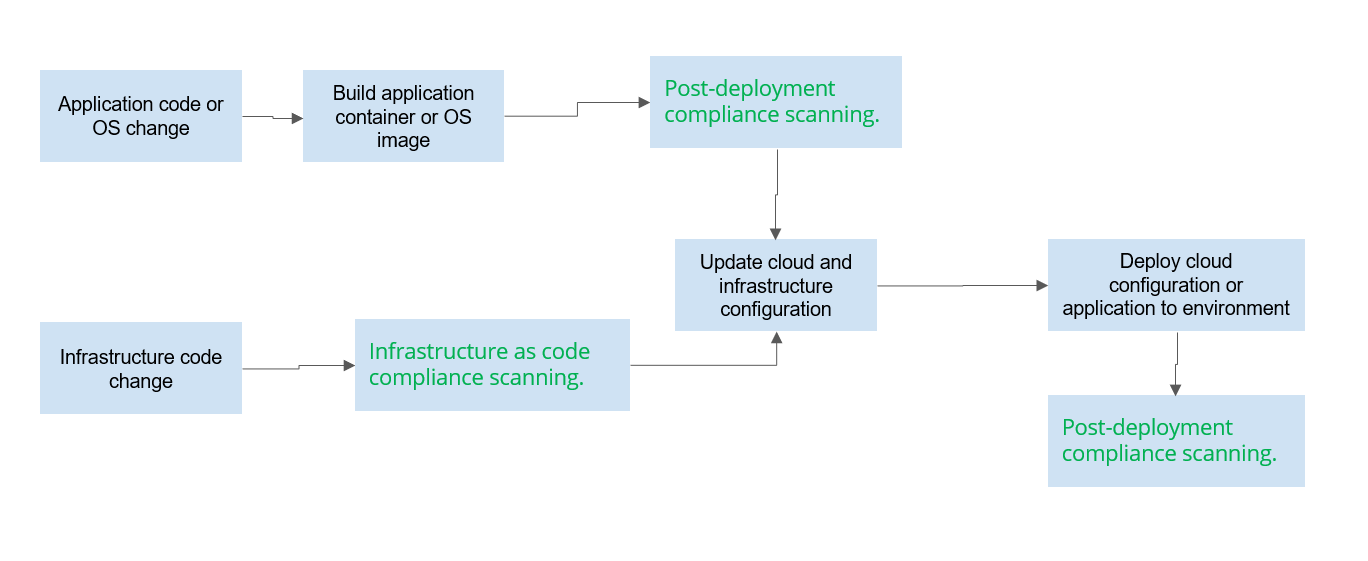 Application code or
OS change
Build application
container or OS
image
Post-deployment
compliance scanning.
Update cloud and
infrastructure
configuration
Deploy cloud
configuration or
application to environment
Infrastructure code
change
Infrastructure as code
compliance scanning.
Post-deployment
compliance scanning.